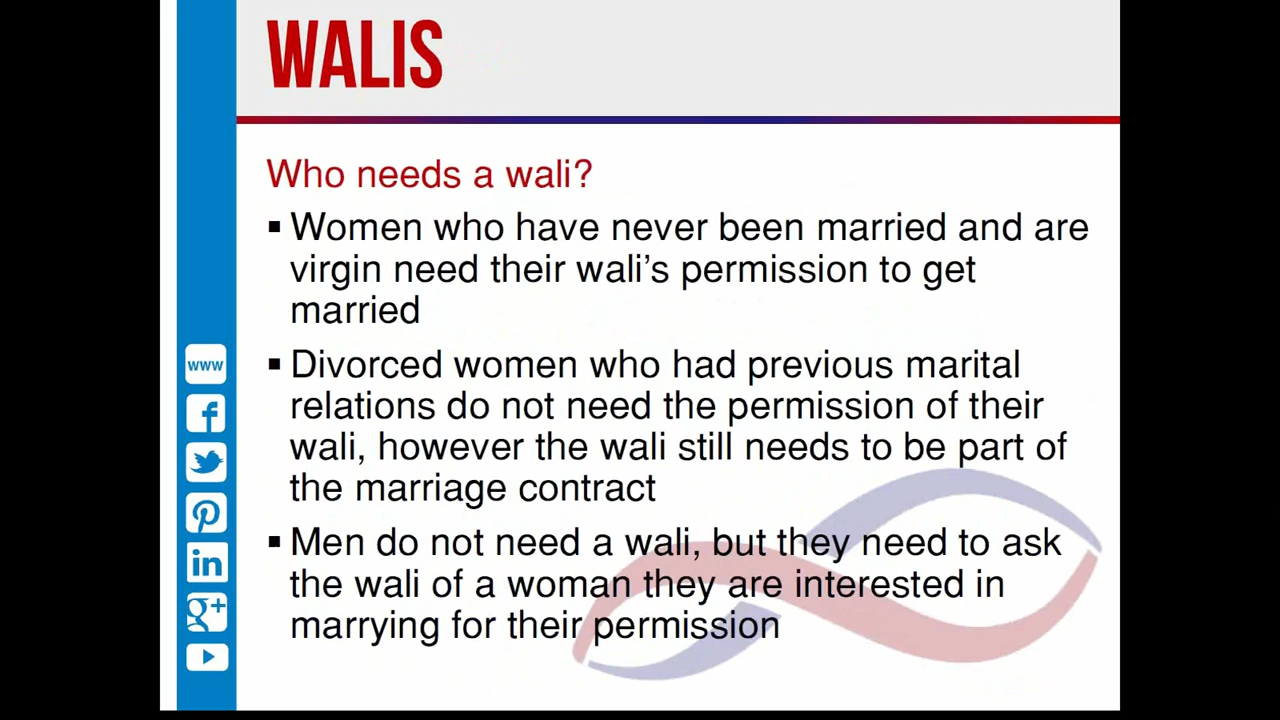 WALIS
Who needs a wali?
▪ Women who have never been married and are
virgin need their wali's permission to get
married
▪ Divorced women who had previous marital
relations do not need the permission of their
wali, however the wali still needs to be part of
the marriage contract
▪ Men do not need a wali, but they need to ask
the wali of a woman they are interested in
marrying for their permission
www
f
in
g+